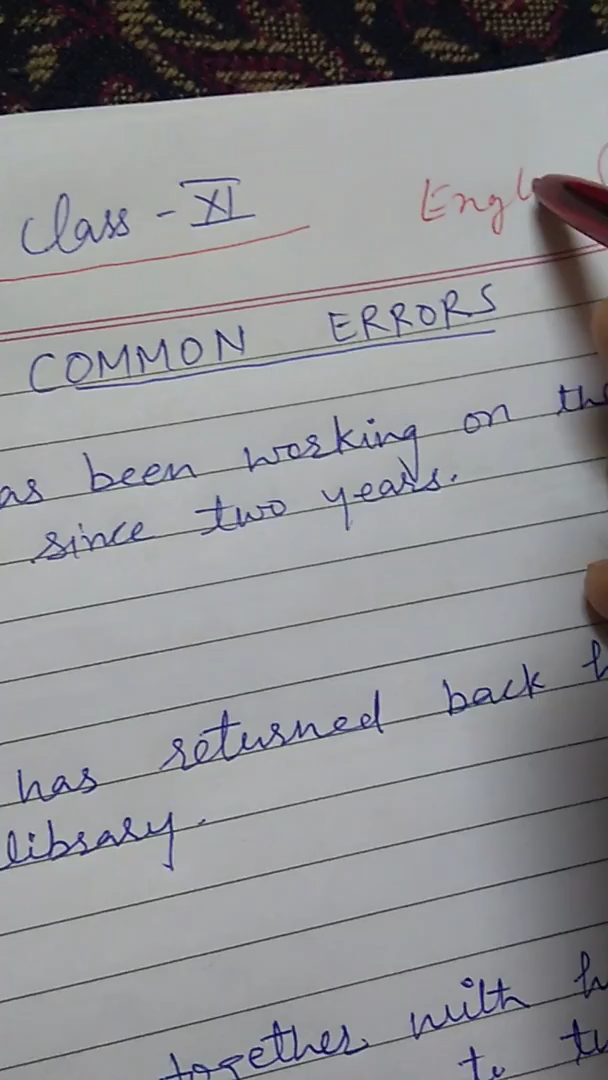 Class - XI
Engl
COMMON ERRORS
as been working on th
since two years.
has returned back
library.
together with h
to